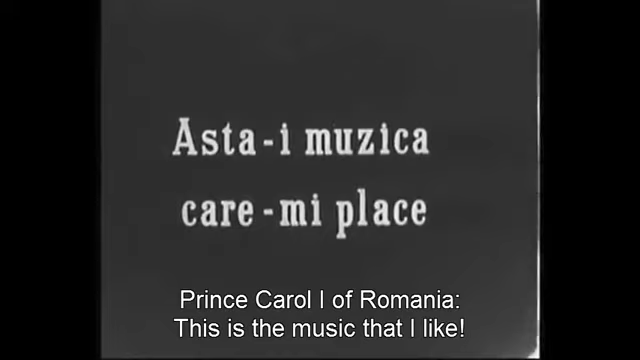 Asta-i muzica
care-mi place
Prince Carol I of Romania:
This is the music that I like!